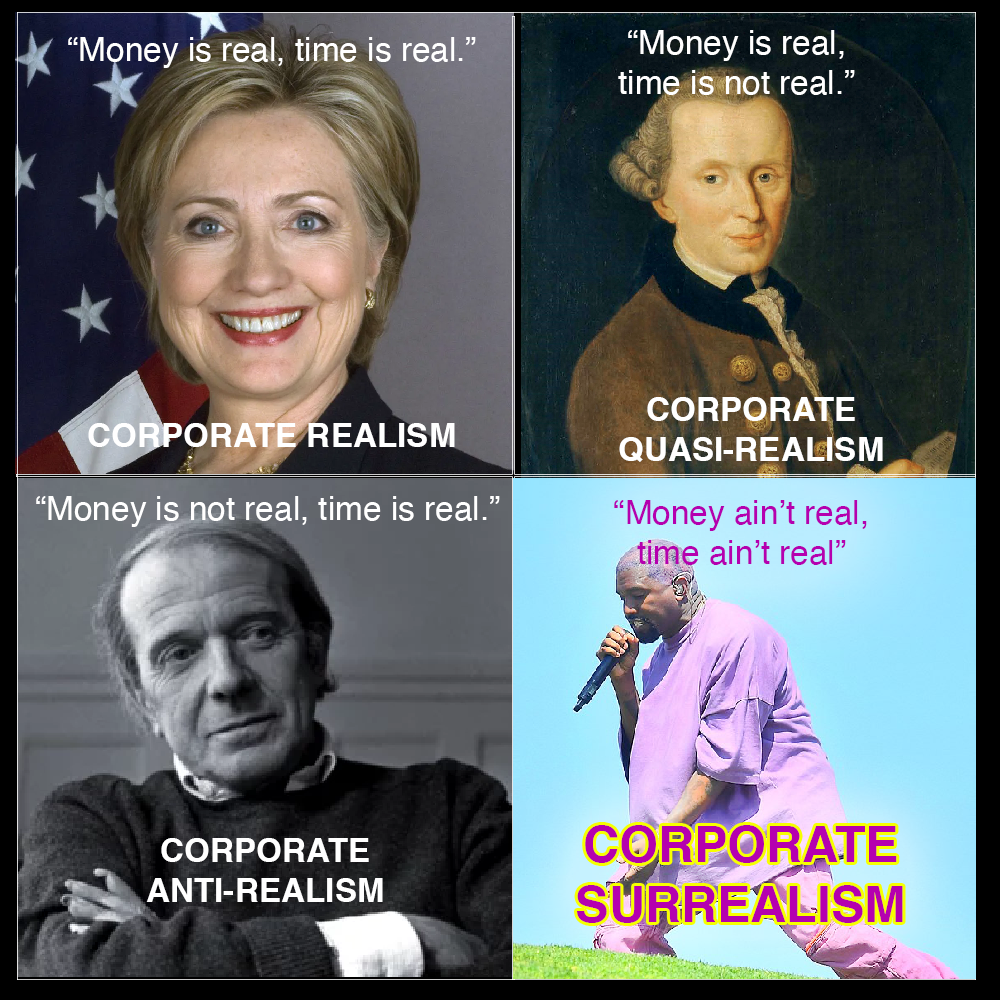 “Money is real, time is real.”
CORPORATE REALISM
“Money is real,
time is not real.”
CORPORATE
QUASI-REALISM
“Money is not real, time is real.”
CORPORATE
ANTI-REALISM
“Money ain’t real,
time ain’t real”
CORPORATE
SURREALISM